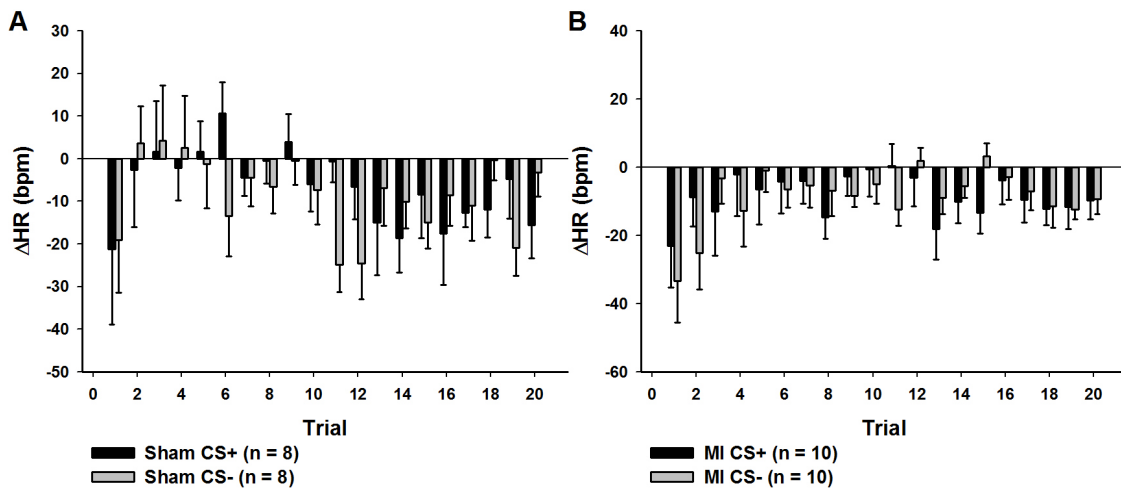 A
30
20
10
0
-10
-20
-30
-40
-50
ΔHR (bpm)
0 2 4 6 8 10 12 14 16 18 20
Trial
Sham CS+ (n = 8)
Sham CS- (n = 8)
B
40
20
0
-20
-40
-60
ΔHR (bpm)
0 2 4 6 8 10 12 14 16 18 20
Trial
MI CS+ (n = 10)
MI CS- (n = 10)